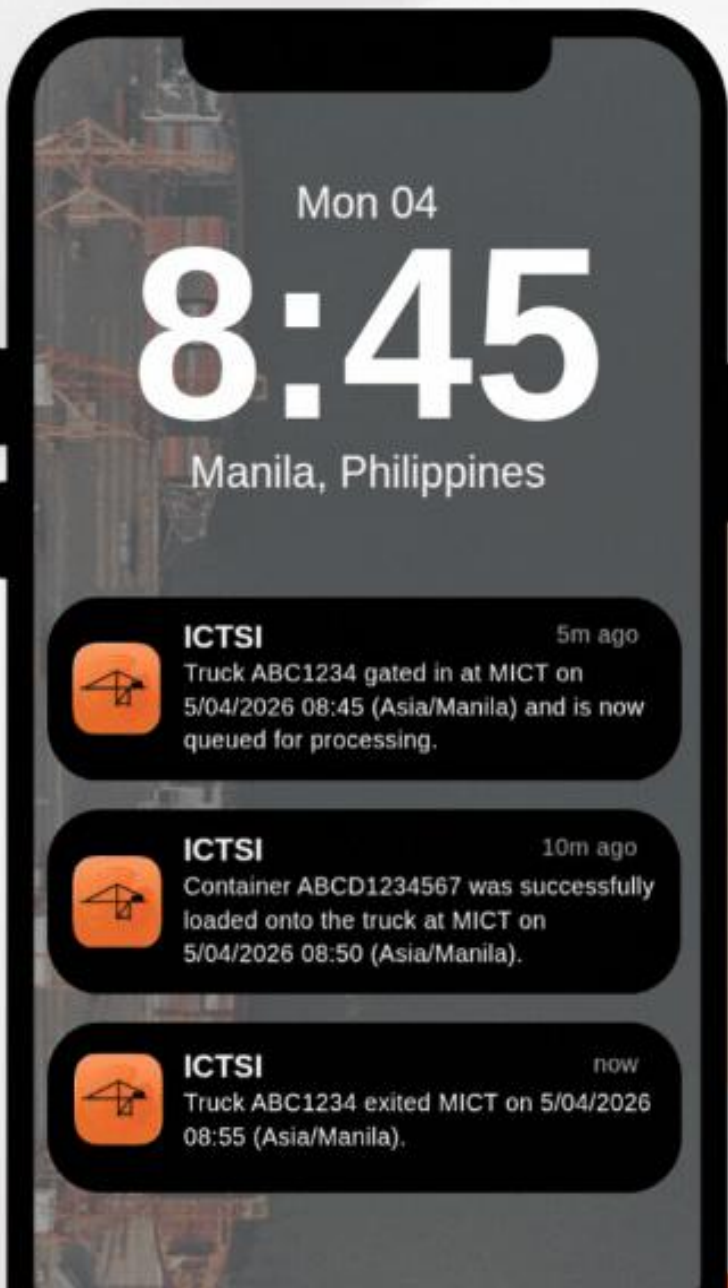 Mon 04
8:45
Manila, Philippines
ICTSI
5m ago
Truck ABC1234 gated in at MICT on
5/04/2026 08:45 (Asia/Manila) and is now
queued for processing.
ICTSI
10m ago
Container ABCD1234567 was successfully
loaded onto the truck at MICT on
5/04/2026 08:50 (Asia/Manila).
ICTSI
now
Truck ABC1234 exited MICT on 5/04/2026
08:55 (Asia/Manila).